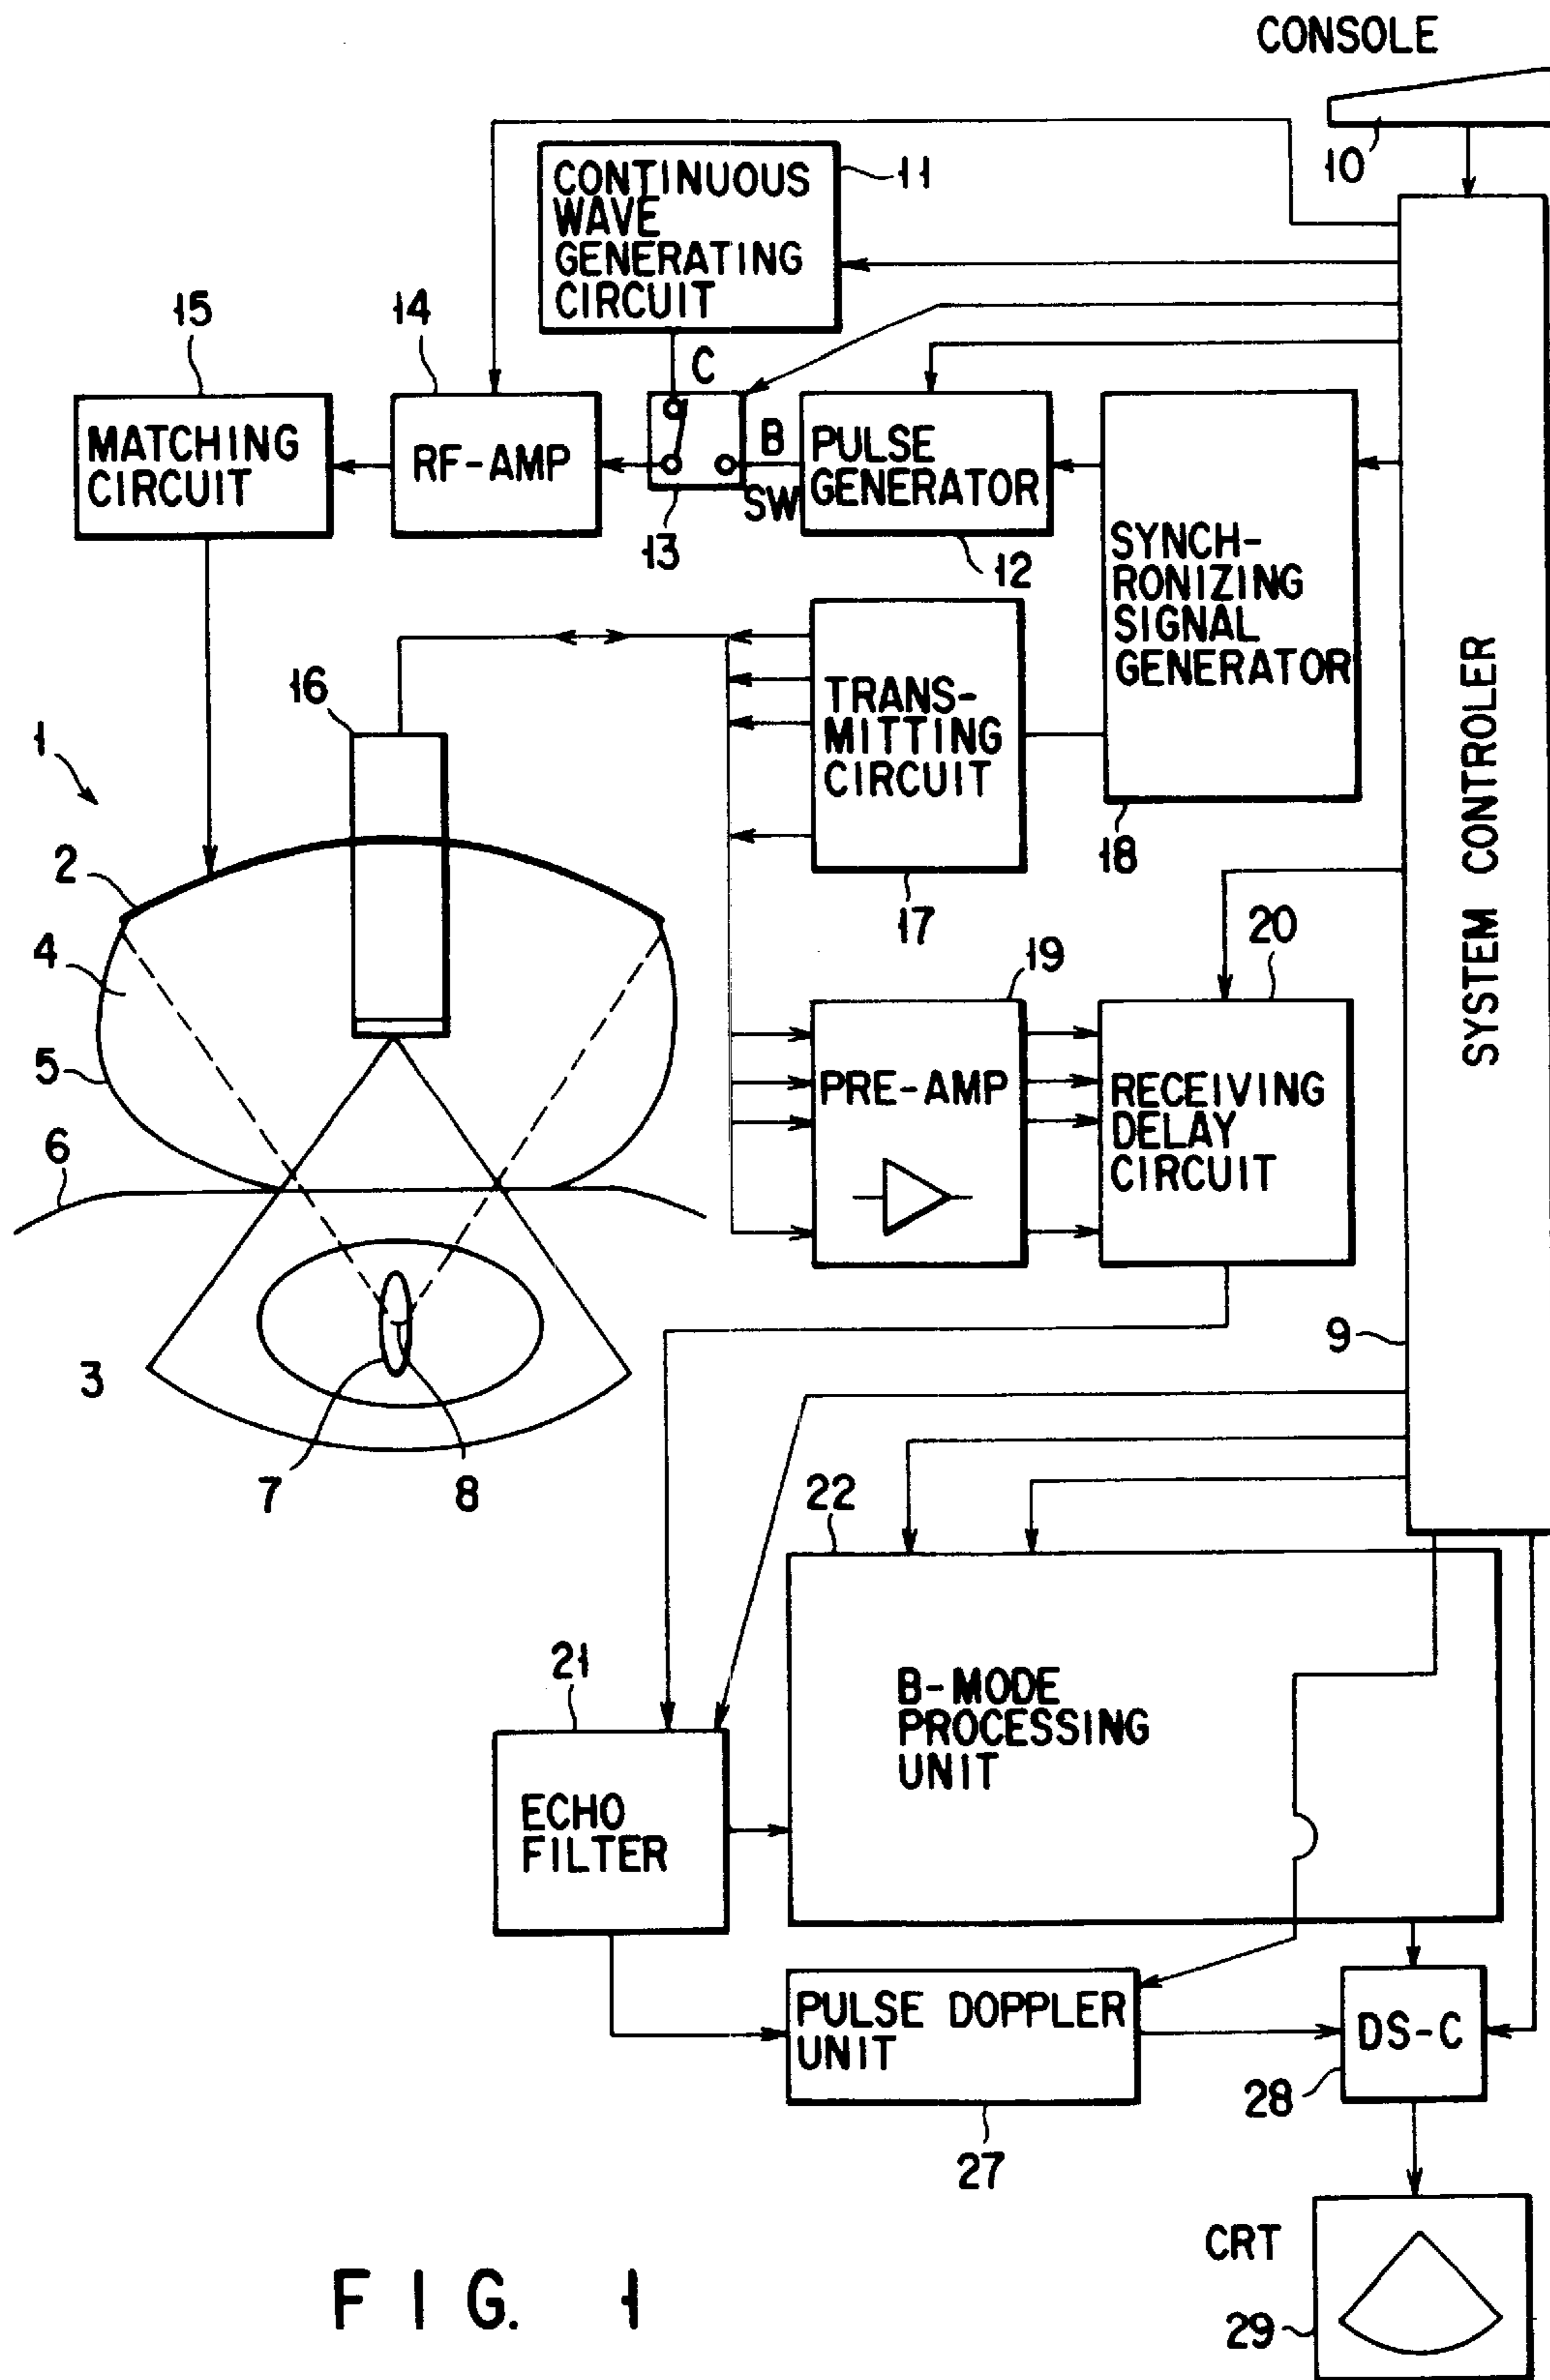 CONSOLE
10
CONTINUOUS
WAVE
GENERATING
CIRCUIT
11
15
14
C
MATCHING
CIRCUIT
RF-AMP
B
SW
13
PULSE
GENERATOR
12
SYNCH-
RONIZING
SIGNAL
GENERATOR
18
SYSTEM CONTROLER
16
TRANS-
MITTING
CIRCUIT
17
1
2
4
5
6
3
7
8
19
20
PRE-AMP
RECEIVING
DELAY
CIRCUIT
9
22
21
B-MODE
PROCESSING
UNIT
ECHO
FILTER
PULSE DOPPLER
UNIT
27
DS-C
28
CRT
29
FIG. 1